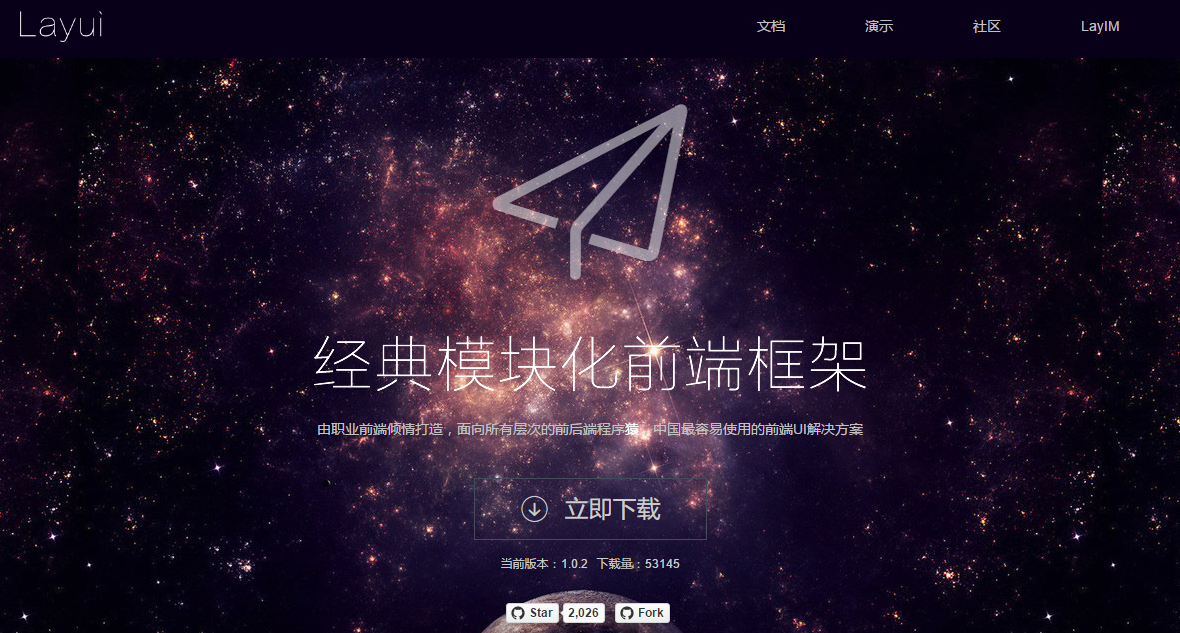 Layui 文档 演示 社区 LayIM
经典模块化前端框架
由职业前端倾情打造，面向所有层次的前后端程序猿，中国最容易使用的前端UI解决方案
立即下载
当前版本：1.0.2 下载量：53145
Star 2,026 Fork